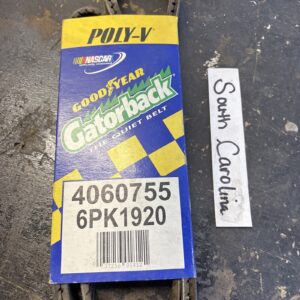 POLY-V
NASCAR
GOODYEAR
Gatorback
THE QUIET BELT
4060755
6PK1920
South Carolina